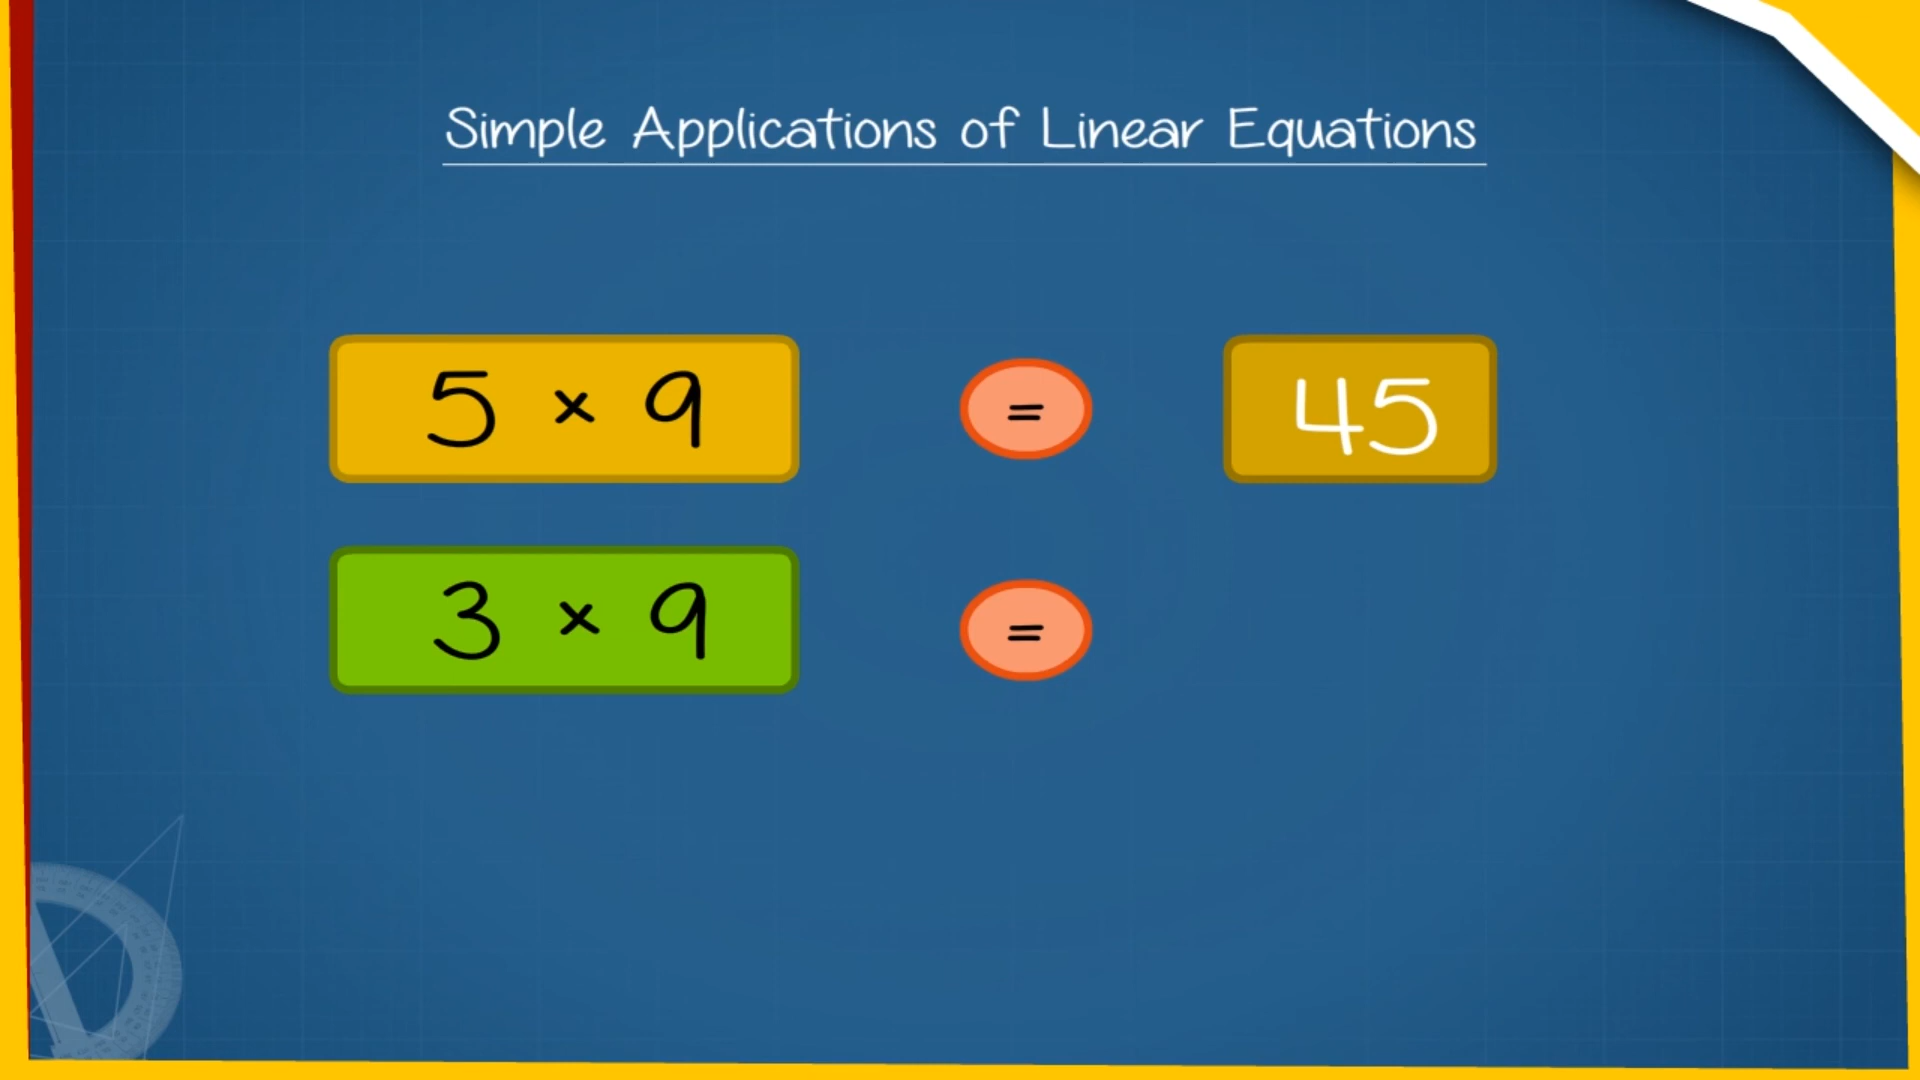 Simple Applications of Linear Equations
5 × 9 = 45
3 × 9 =